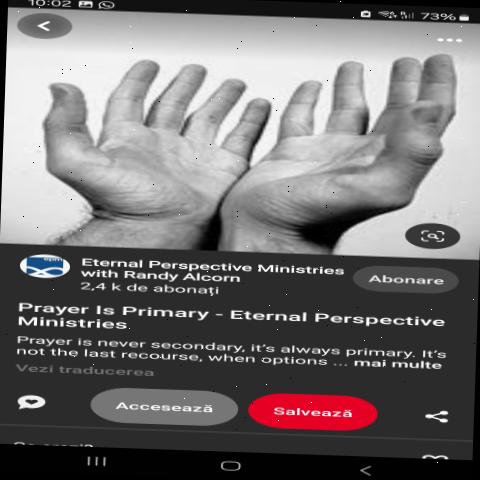 10:02
73%
Eternal Perspective Ministries
with Randy Alcorn
2,4 k de abonați
Abonare
Prayer Is Primary - Eternal Perspective
Ministries
Prayer is never secondary, it's always primary. It's
not the last recourse, when options ... mai multe
Vezi traducerea
Accesează
Salvează